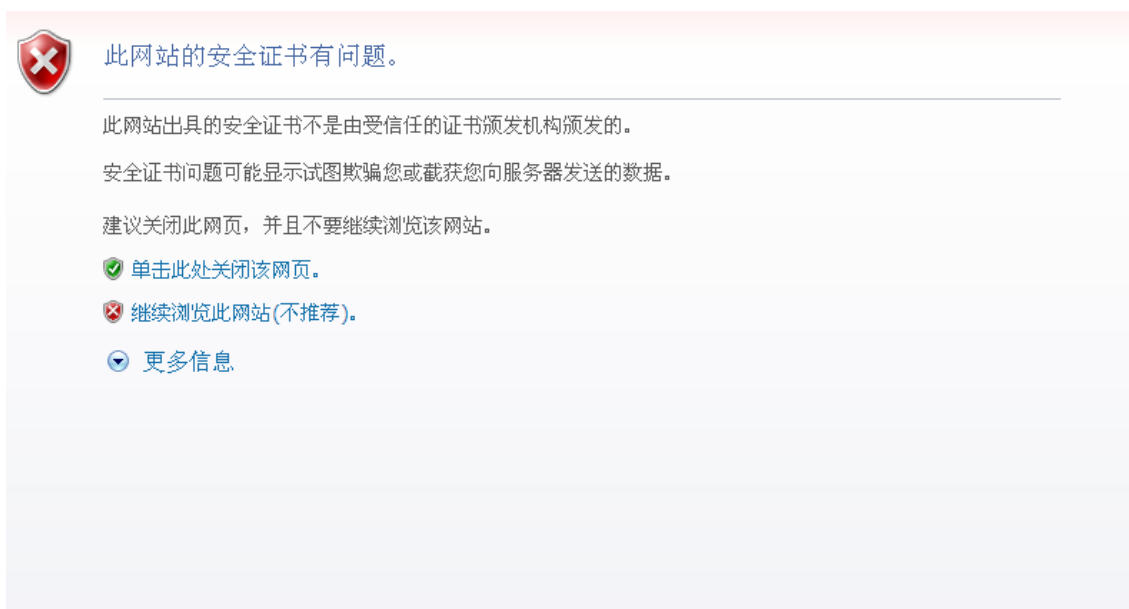 此网站的安全证书有问题。
此网站出具的安全证书不是由受信任的证书颁发机构颁发的。
安全证书问题可能显示试图欺骗您或截获您向服务器发送的数据。
建议关闭此网页，并且不要继续浏览该网站。
单击此处关闭该网页。
继续浏览此网站(不推荐)。
更多信息